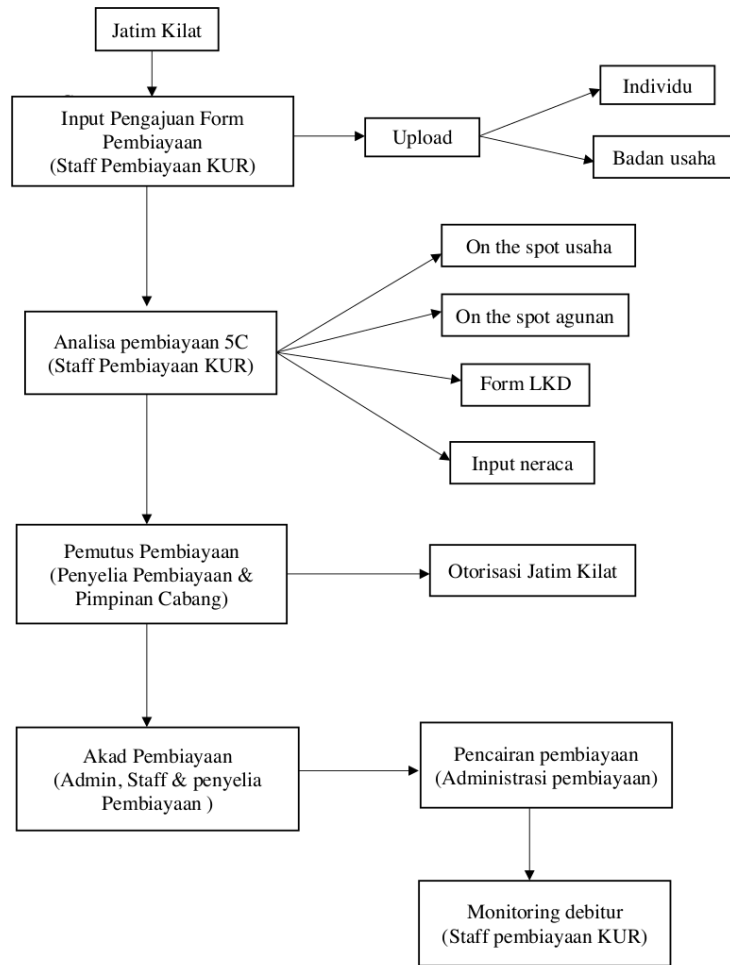 Jatim Kilat
Input Pengajuan Form
Pembiayaan
(Staff Pembiayaan KUR)
Upload
Individu
Badan usaha
Analisa pembiayaan 5C
(Staff Pembiayaan KUR)
On the spot usaha
On the spot agunan
Form LKD
Input neraca
Pemutus Pembiayaan
(Penyelia Pembiayaan &
Pimpinan Cabang)
Otorisasi Jatim Kilat
Akad Pembiayaan
(Admin, Staff & penyelia
Pembiayaan )
Pencairan pembiayaan
(Administrasi pembiayaan)
Monitoring debitur
(Staff pembiayaan KUR)